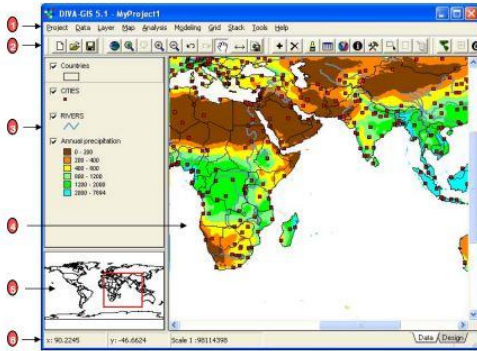 DIVA-GIS 5.1 - MyProject1
Project Data Layer Map Analysis Modeling Grid Stack Tools Help
Countries
CITIES
RIVERS
Annual precipitation
0 - 200
200 - 400
400 - 800
800 - 1200
1200 - 2000
2000 - 7694
x: 90.2245 y: -46.6624 Scale 1 :98114398 Data Design
1
2
3
4
5
6